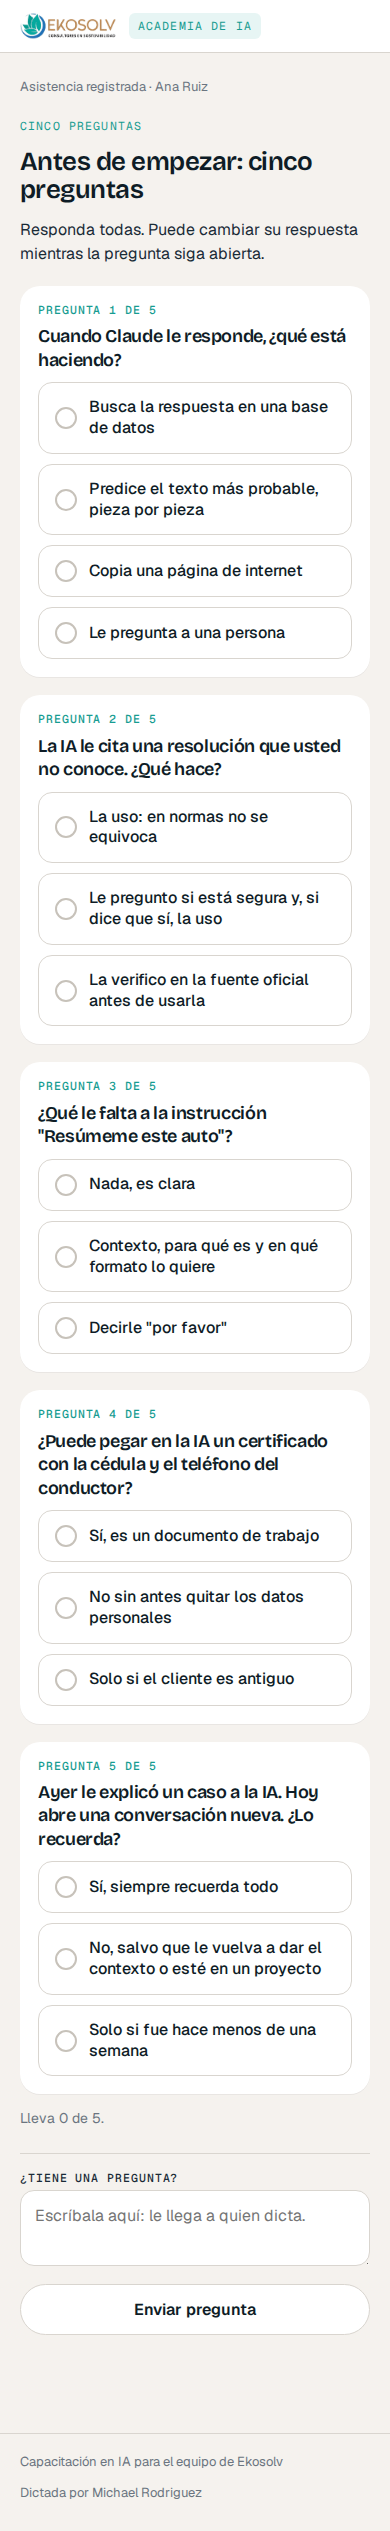 EKOSOLV
ACADEMIA DE IA
Asistencia registrada · Ana Ruiz
CINCO PREGUNTAS
Antes de empezar: cinco
preguntas
Responda todas. Puede cambiar su respuesta
mientras la pregunta siga abierta.
PREGUNTA 1 DE 5
Cuando Claude le responde, ¿qué está
haciendo?
Busca la respuesta en una base
de datos
Predice el texto más probable,
pieza por pieza
Copia una página de internet
Le pregunta a una persona
PREGUNTA 2 DE 5
La IA le cita una resolución que usted
no conoce. ¿Qué hace?
La uso: en normas no se
equivoca
Le pregunto si está segura y, si
dice que sí, la uso
La verifico en la fuente oficial
antes de usarla
PREGUNTA 3 DE 5
¿Qué le falta a la instrucción
"Resúmeme este auto"?
Nada, es clara
Contexto, para qué es y en qué
formato lo quiere
Decirle "por favor"
PREGUNTA 4 DE 5
¿Puede pegar en la IA un certificado
con la cédula y el teléfono del
conductor?
Sí, es un documento de trabajo
No sin antes quitar los datos
personales
Solo si el cliente es antiguo
PREGUNTA 5 DE 5
Ayer le explicó un caso a la IA. Hoy
abre una conversación nueva. ¿Lo
recuerda?
Sí, siempre recuerda todo
No, salvo que le vuelva a dar el
contexto o esté en un proyecto
Solo si fue hace menos de una
semana
Lleva 0 de 5.
¿TIENE UNA PREGUNTA?
Escríbala aquí: le llega a quien dicta.
Enviar pregunta
Capacitación en IA para el equipo de Ekosolv
Dictada por Michael Rodriguez